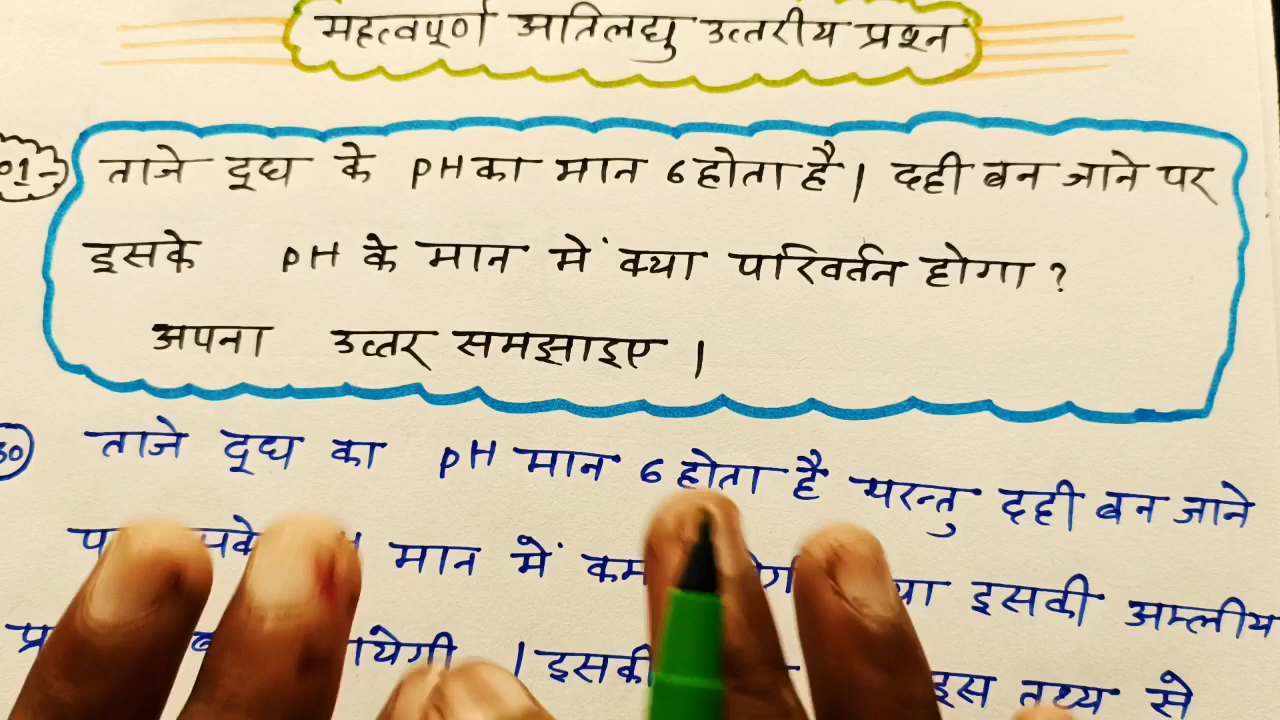 महत्वपूर्ण अतिलघु उत्तरीय प्रश्न
01- ताजे दूध के pH का मान 6 होता है। दही बन जाने पर
इसके pH के मान में क्या परिवर्तन होगा?
अपना उत्तर समझाइए।
ताजे दूध का pH मान 6 होता है परन्तु दही बन जाने
मान में इसकी अम्लीय
। इसकी इस तथ्य से